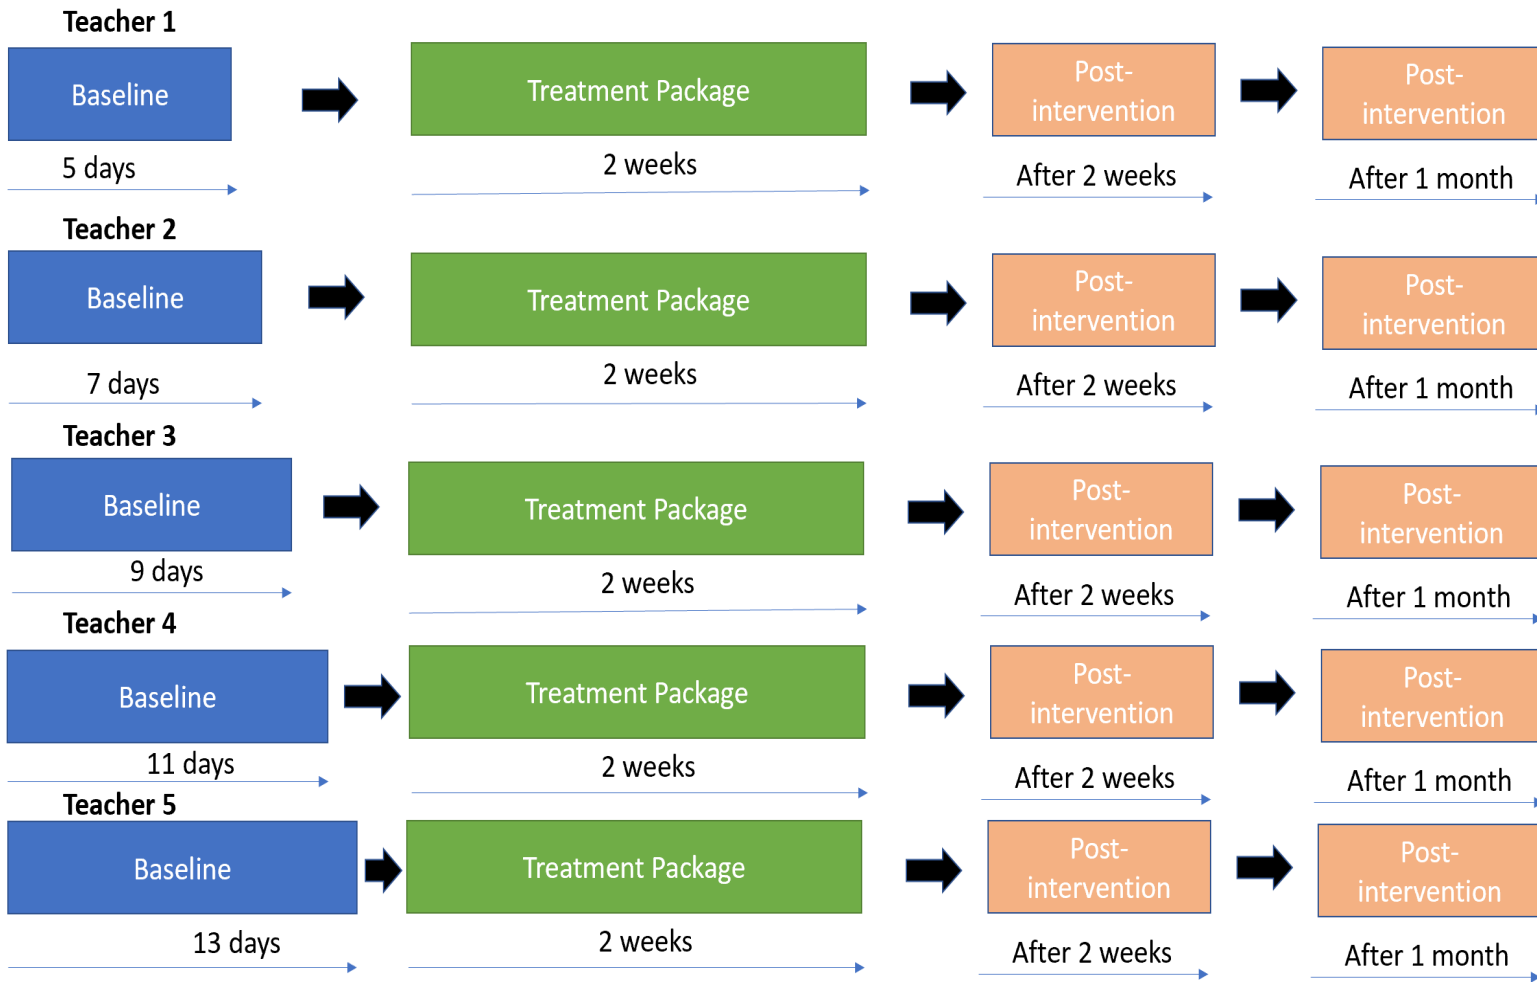 Teacher 1
Baseline
Treatment Package
Post-
intervention
Post-
intervention
5 days
2 weeks
After 2 weeks
After 1 month
Teacher 2
Baseline
Treatment Package
Post-
intervention
Post-
intervention
7 days
2 weeks
After 2 weeks
After 1 month
Teacher 3
Baseline
Treatment Package
Post-
intervention
Post-
intervention
9 days
2 weeks
After 2 weeks
After 1 month
Teacher 4
Baseline
Treatment Package
Post-
intervention
Post-
intervention
11 days
2 weeks
After 2 weeks
After 1 month
Teacher 5
Baseline
Treatment Package
Post-
intervention
Post-
intervention
13 days
2 weeks
After 2 weeks
After 1 month